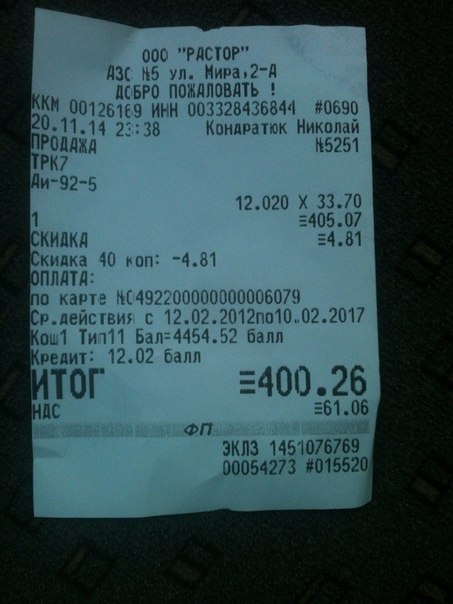 ООО "РАСТОР"
АЗС №5 ул. Мира,2-А
ДОБРО ПОЖАЛОВАТЬ !
ККМ 00126169 ИНН 003328436844 #0690
20.11.14 23:38 Кондратюк Николай
ПРОДАЖА №5251
ТРК7
Аи-92-5
12.020 X 33.70
1 ≡405.07
СКИДКА ≡4.81
Скидка 40 коп: -4.81
ОПЛАТА:
по карте №0492200000000006079
Ср.действия с 12.02.2012по10.02.2017
Кош1 Тип11 Бал=4454.52 балл
Кредит: 12.02 балл
ИТОГ ≡400.26
НДС ≡61.06
ФП
ЭКЛЗ 1451076769
00054273 #015520